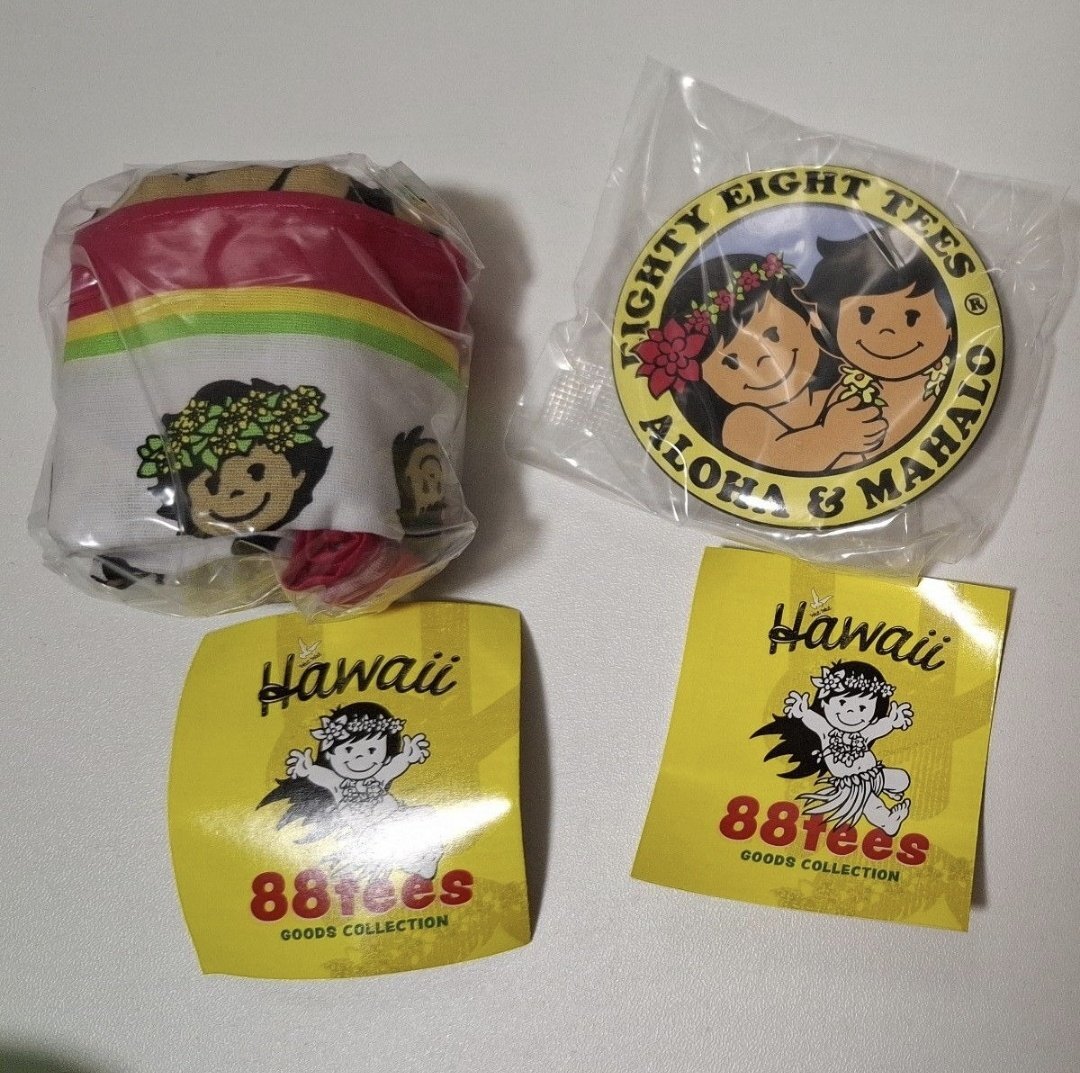 EIGHTY EIGHT TEES ®
ALOHA & MAHALO
Hawaii
88tees
GOODS COLLECTION
Hawaii
88tees
GOODS COLLECTION